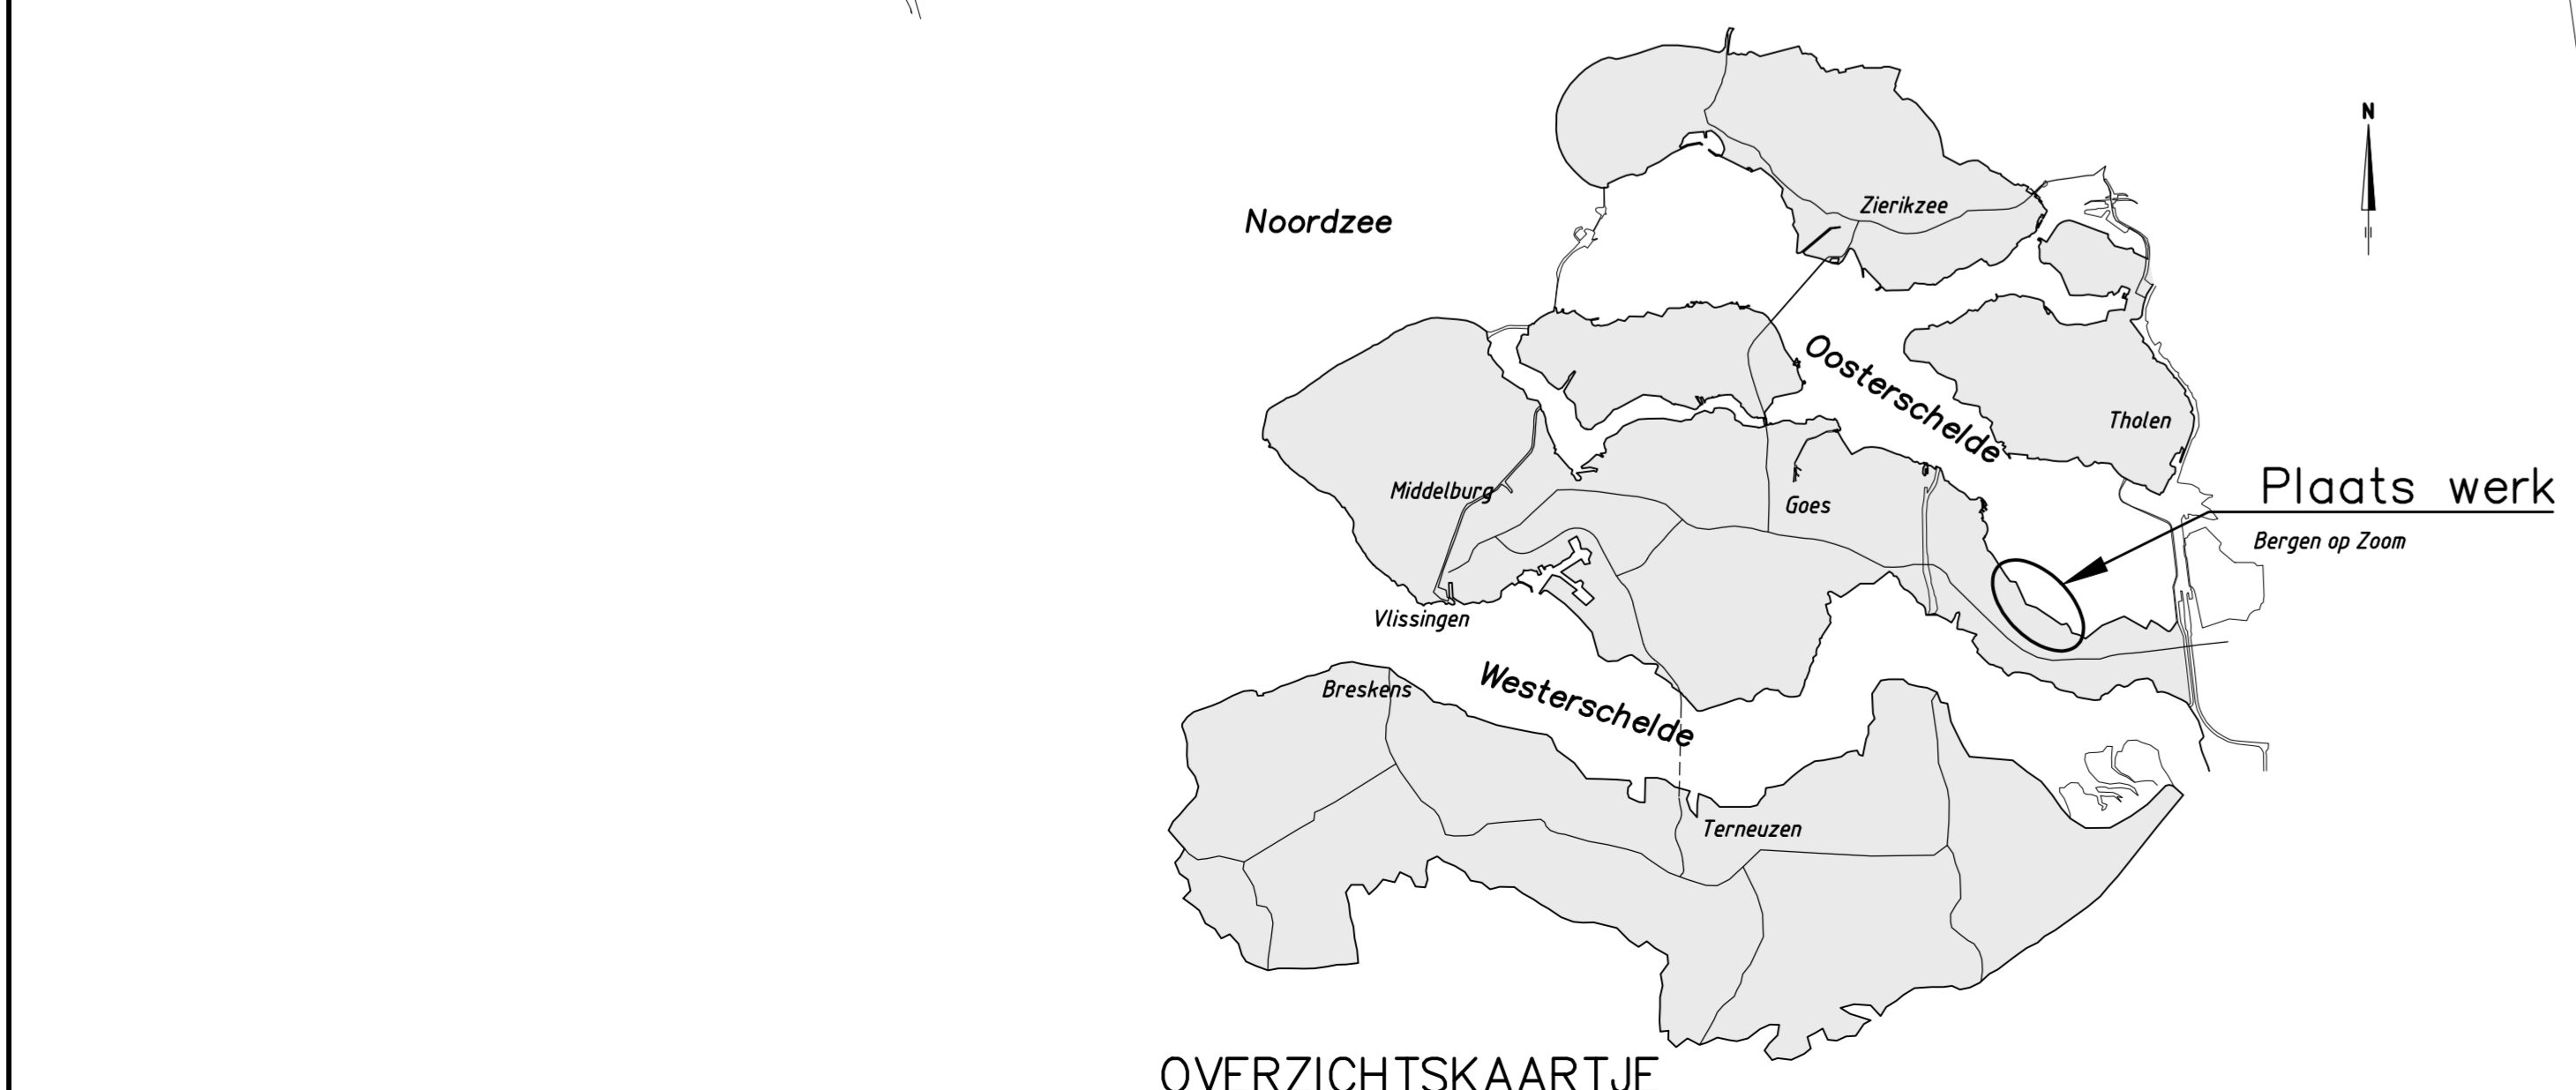 N
Zierikzee
Noordzee
Oosterschelde
Tholen
Plaats werk
Middelburg
Goes
Bergen op Zoom
Vlissingen
Westerschelde
Breskens
Terneuzen
OVERZICHTSKAARTJE